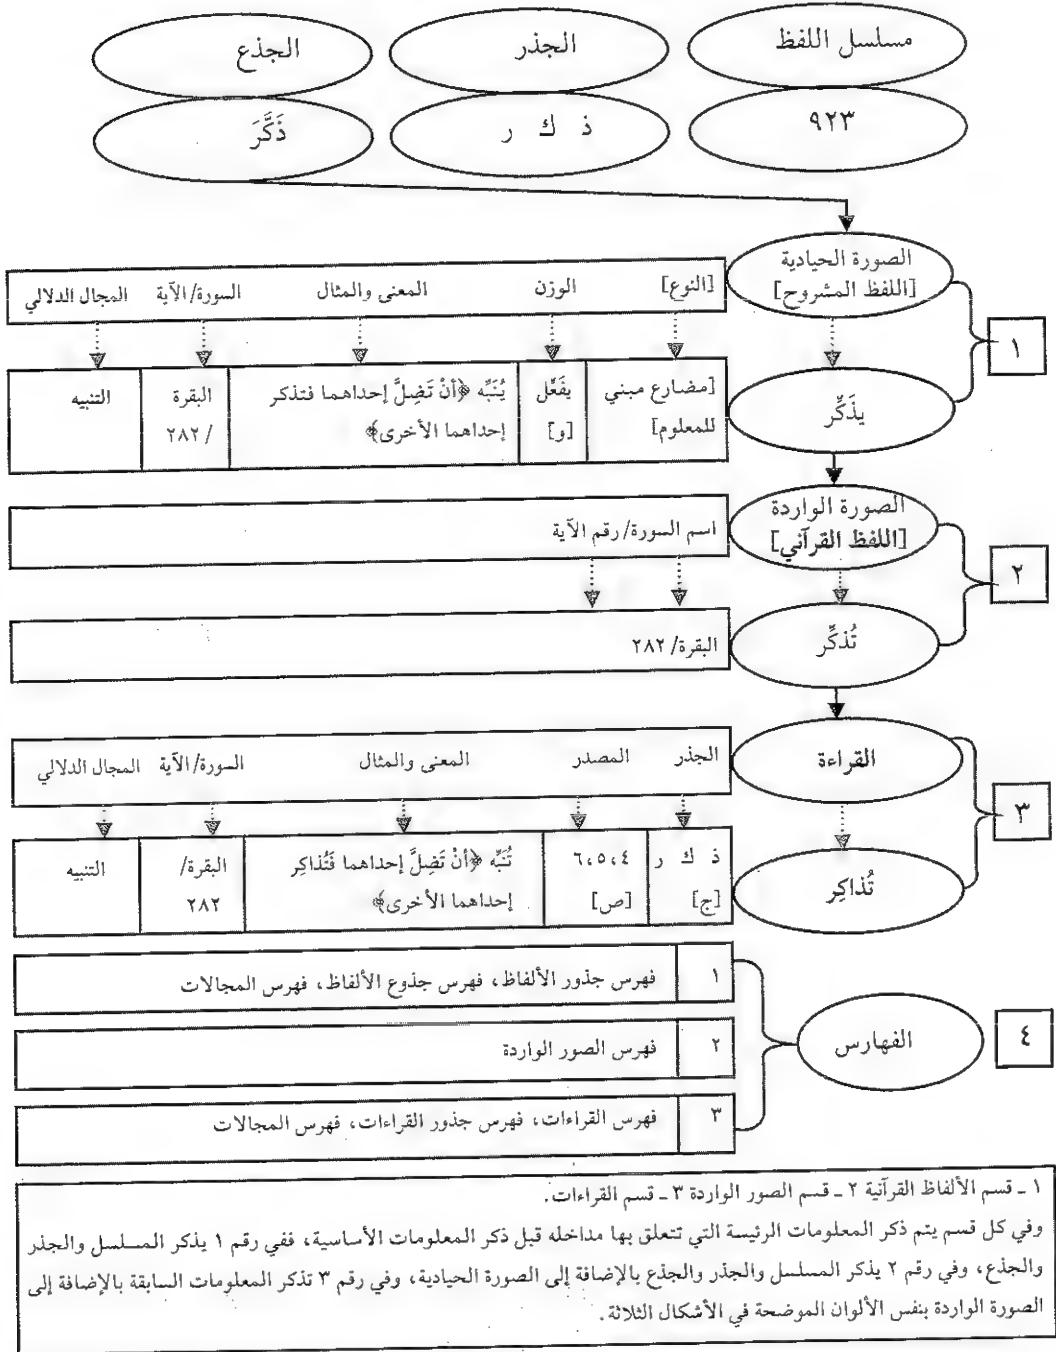 مسلسل اللفظ
الجذر
الجذع
٩٢٣
ذ ك ر
ذَكَّرَ
الصورة الحيادية
[اللفظ المشروح]
[النوع] الوزن المعنى والمثال السورة/الآية المجال الدلالي
١
يذَكِّر
[مضارع مبني يفَعِّل يُنَبِّه ﴿أنْ تَضِلَّ إحداهما فتذكر البقرة التنبيه
للمعلوم] [و] إحداهما الأخرى﴾ /٢٨٢
الصورة الواردة
[اللفظ القرآني]
اسم السورة/رقم الآية
٢
تُذكِّر
البقرة/٢٨٢
القراءة
الجذر المصدر المعنى والمثال السورة/الآية المجال الدلالي
٣
تُذاكِر
ذ ك ر ٦،٥،٤ تُنَبِّه ﴿أنْ تَضِلَّ إحداهما فَتُذاكِر البقرة/ التنبيه
[ج] [ص] إحداهما الأخرى﴾ ٢٨٢
١ فهرس جذور الألفاظ، فهرس جذوع الألفاظ، فهرس المجالات
٤
الفهارس
٢ فهرس الصور الواردة
٣ فهرس القراءات، فهرس جذور القراءات، فهرس المجالات
١ ـ قسم الألفاظ القرآنية ٢ ـ قسم الصور الواردة ٣ ـ قسم القراءات.
وفي كل قسم يتم ذكر المعلومات الرئيسة التي تتعلق بها مداخله قبل ذكر المعلومات الأساسية، ففي رقم ١ يذكر المسلسل والجذر
والجذع، وفي رقم ٢ يذكر المسلسل والجذر والجذع بالإضافة إلى الصورة الحيادية، وفي رقم ٣ تذكر المعلومات السابقة بالإضافة إلى
الصورة الواردة بنفس الألوان الموضحة في الأشكال الثلاثة.